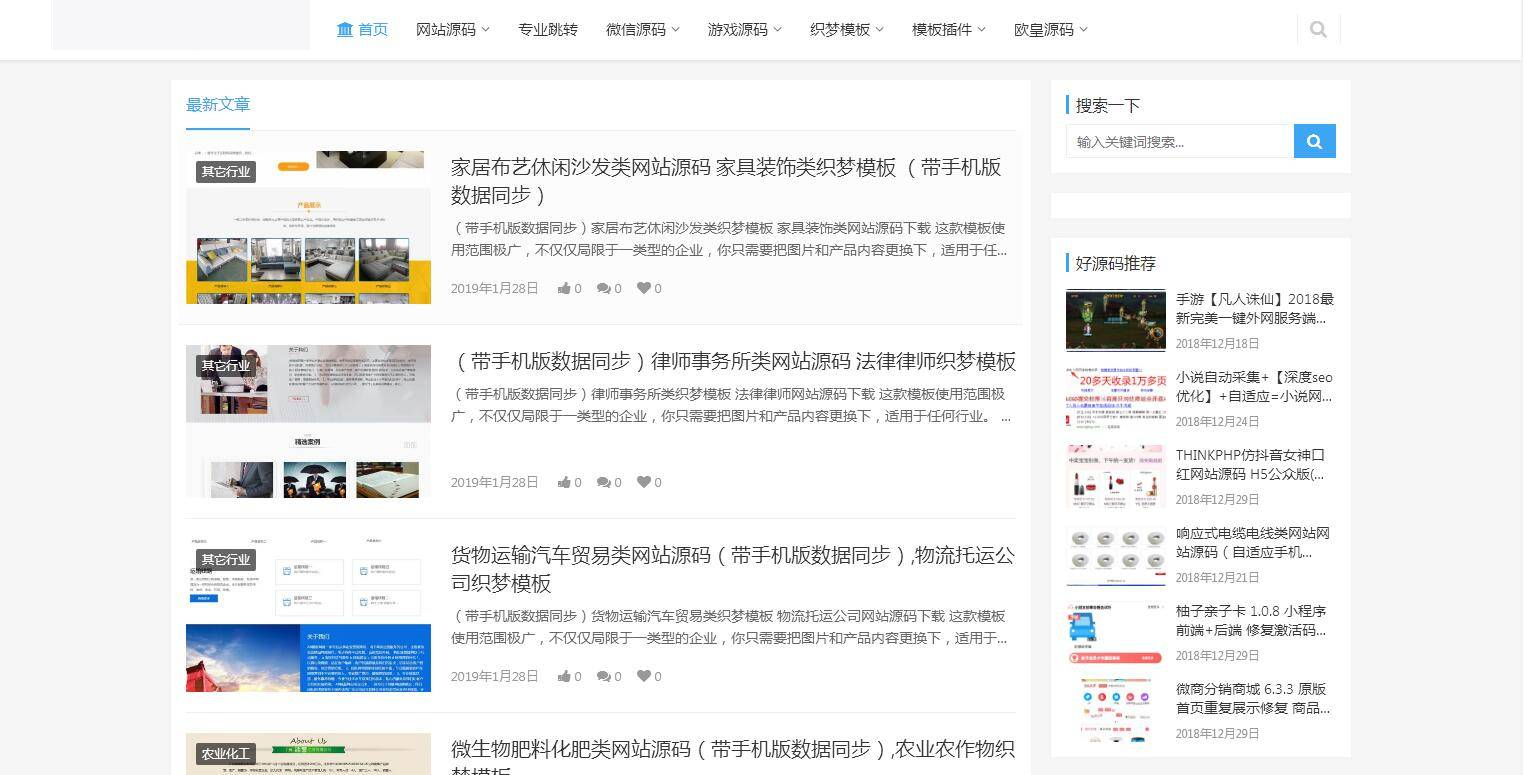 首页 网站源码 专业跳转 微信源码 游戏源码 织梦模板 模板插件 欧皇源码
最新文章
其它行业
产品展示
家居布艺休闲沙发类网站源码 家具装饰类织梦模板 （带手机版
数据同步）
（带手机版数据同步）家居布艺休闲沙发类织梦模板 家具装饰类网站源码下载 这款模板使
用范围极广，不仅仅局限于一类型的企业，你只需要把图片和产品内容更换下，适用于任...
2019年1月28日 0 0 0
其它行业
关于我们
精选案例
（带手机版数据同步）律师事务所类网站源码 法律律师织梦模板
（带手机版数据同步）律师事务所类织梦模板 法律律师网站源码下载 这款模板使用范围极
广，不仅仅局限于一类型的企业，你只需要把图片和产品内容更换下，适用于任何行业。 ...
2019年1月28日 0 0 0
其它行业
关于我们
货物运输汽车贸易类网站源码（带手机版数据同步）,物流托运公
司织梦模板
（带手机版数据同步）货物运输汽车贸易类织梦模板 物流托运公司网站源码下载 这款模板
使用范围极广，不仅仅局限于一类型的企业，你只需要把图片和产品内容更换下，适用于...
2019年1月28日 0 0 0
农业化工
About Us
微生物肥料化肥类网站源码（带手机版数据同步）,农业农作物织
梦模板
搜索一下
输入关键词搜索...
好源码推荐
手游【凡人诛仙】2018最
新完美一键外网服务端...
2018年12月18日
20多天收录1万多页
小说自动采集+【深度seo
优化】+自适应=小说网...
2018年12月24日
THINKPHP仿抖音女神口
红网站源码 H5公众版(...
2018年12月29日
响应式电缆电线类网站网
站源码（自适应手机...
2018年12月21日
柚子亲子卡 1.0.8 小程序
前端+后端 修复激活码...
2018年12月29日
微商分销商城 6.3.3 原版
首页重复展示修复 商品...
2018年12月29日